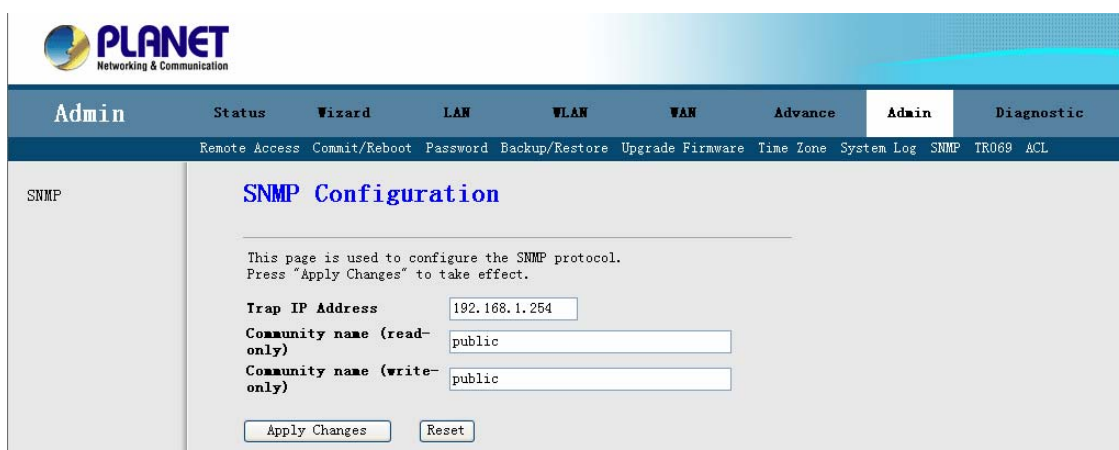 PLANET
Networking & Communication
Admin
Status Wizard LAN WLAN WAN Advance Admin Diagnostic
Remote Access Commit/Reboot Password Backup/Restore Upgrade Firmware Time Zone System Log SNMP TR069 ACL
SNMP
SNMP Configuration
This page is used to configure the SNMP protocol.
Press "Apply Changes" to take effect.
Trap IP Address 192.168.1.254
Community name (read-
only) public
Community name (write-
only) public
Apply Changes Reset